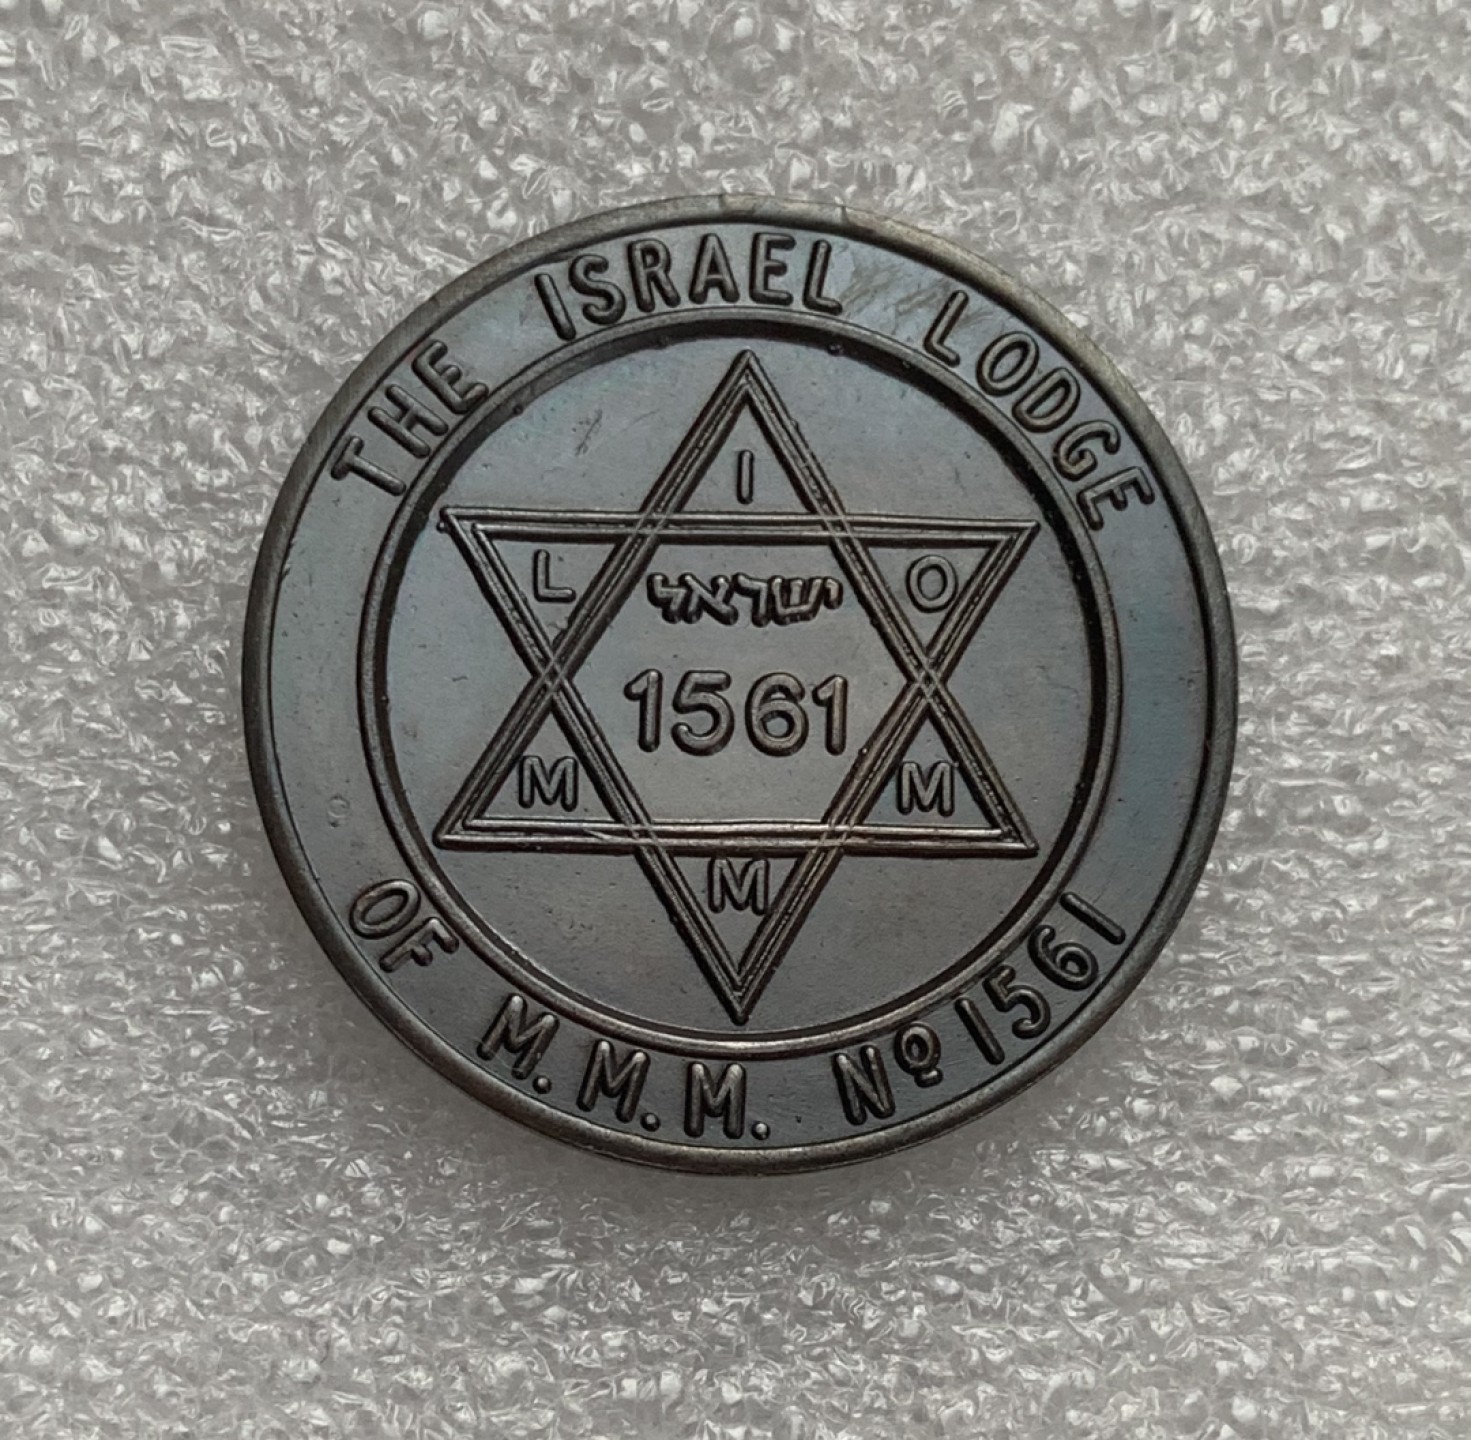 THE ISRAEL LODGE
OF M.M.M. Nº 1561
I
L
O
ישראל
1561
M
M
M